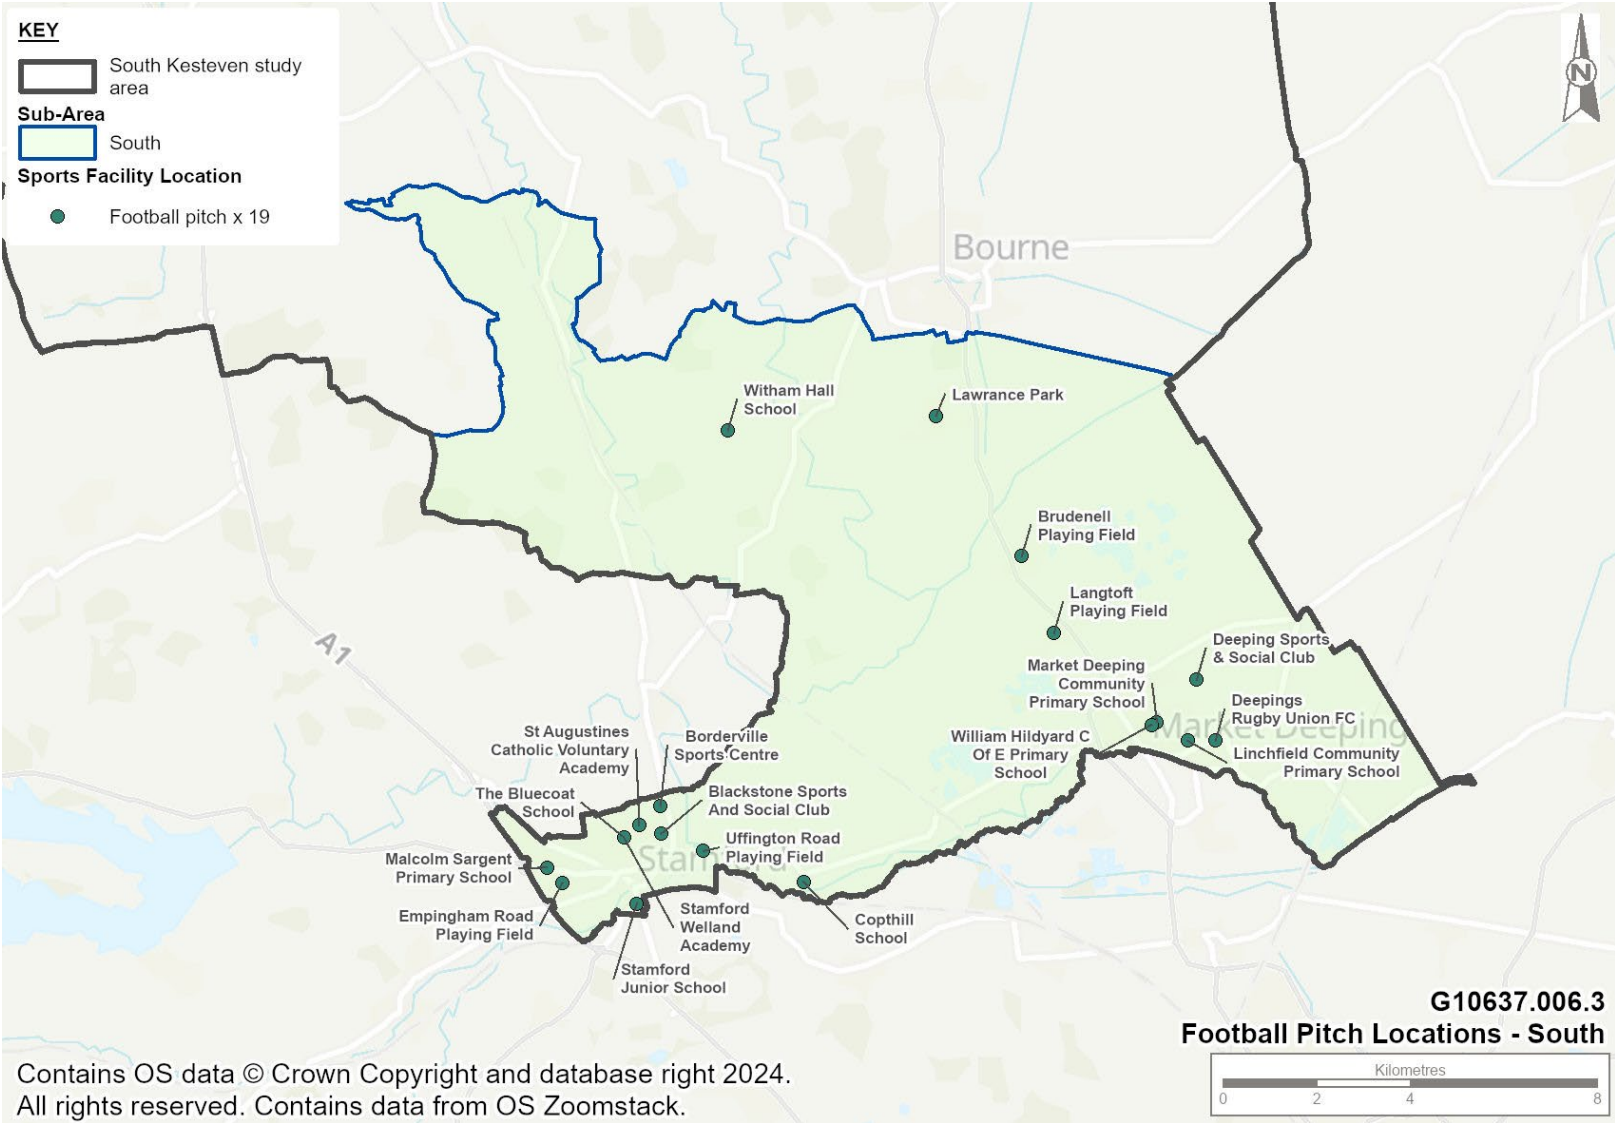 KEY
South Kesteven study
area
Sub-Area
South
Sports Facility Location
Football pitch x 19
N
Bourne
Witham Hall
School
Lawrance Park
Brudenell
Playing Field
Langtoft
Playing Field
A1
Deeping Sports
& Social Club
Market Deeping
Community
Primary School
Deepings
Rugby Union FC
Market Deeping
William Hildyard C
Of E Primary
School
Linchfield Community
Primary School
St Augustines
Catholic Voluntary
Academy
Borderville
Sports Centre
The Bluecoat
School
Blackstone Sports
And Social Club
Uffington Road
Playing Field
Stamford
Malcolm Sargent
Primary School
Empingham Road
Playing Field
Stamford
Welland
Academy
Copthill
School
Stamford
Junior School
G10637.006.3
Football Pitch Locations - South
Kilometres
0 2 4 8
Contains OS data © Crown Copyright and database right 2024.
All rights reserved. Contains data from OS Zoomstack.